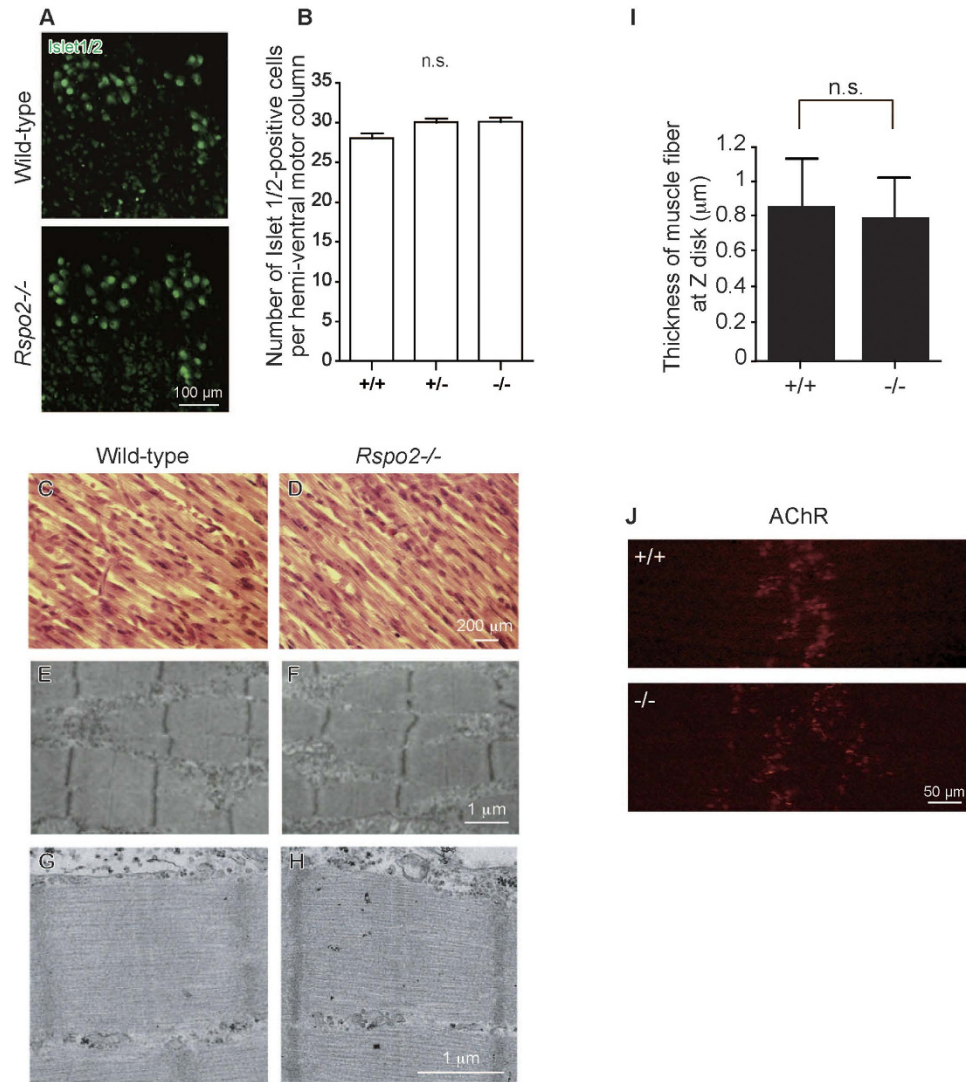 A
Islet1/2
Wild-type
Rspo2-/-
100 µm
B
n.s.
Number of Islet 1/2-positive cells
per hemi-ventral motor column
35
30
25
20
15
10
5
0
+/+
+/-
-/-
I
n.s.
Thickness of muscle fiber
at Z disk (µm)
1.2
1
0.8
0.6
0.4
0.2
0
+/+
-/-
Wild-type
Rspo2-/-
C
D
200 µm
E
F
1 µm
G
H
1 µm
J
AChR
+/+
-/-
50 µm